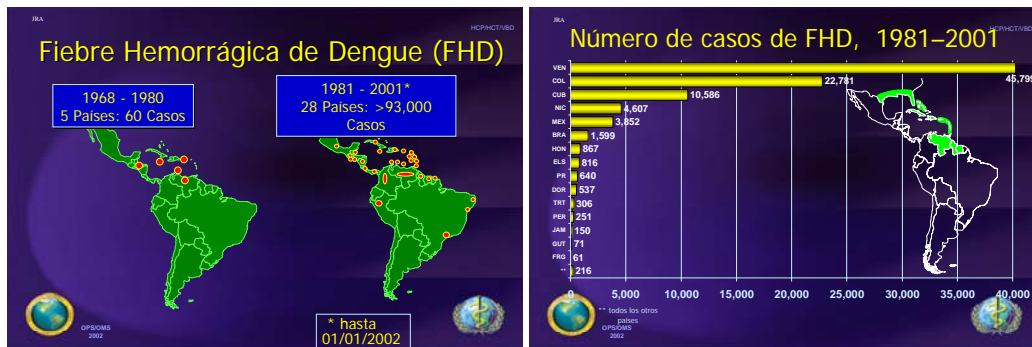 JRA
HCP/HCT/VBD
Fiebre Hemorrágica de Dengue (FHD)
1968 - 1980
5 Países: 60 Casos
1981 - 2001*
28 Países: >93,000
Casos
OPS/OMS
2002
* hasta
01/01/2002
JRA
HCP/HCT/VBD
Número de casos de FHD, 1981–2001
VEN 45,799
COL 22,781
CUB 10,586
NIC 4,607
MEX 3,852
BRA 1,599
HON 867
ELS 816
PR 640
DOR 537
TRT 306
PER 251
JAM 150
GUT 71
FRG 61
** 216
0 5,000 10,000 15,000 20,000 25,000 30,000 35,000 40,000
** todos los otros
países
OPS/OMS
2002